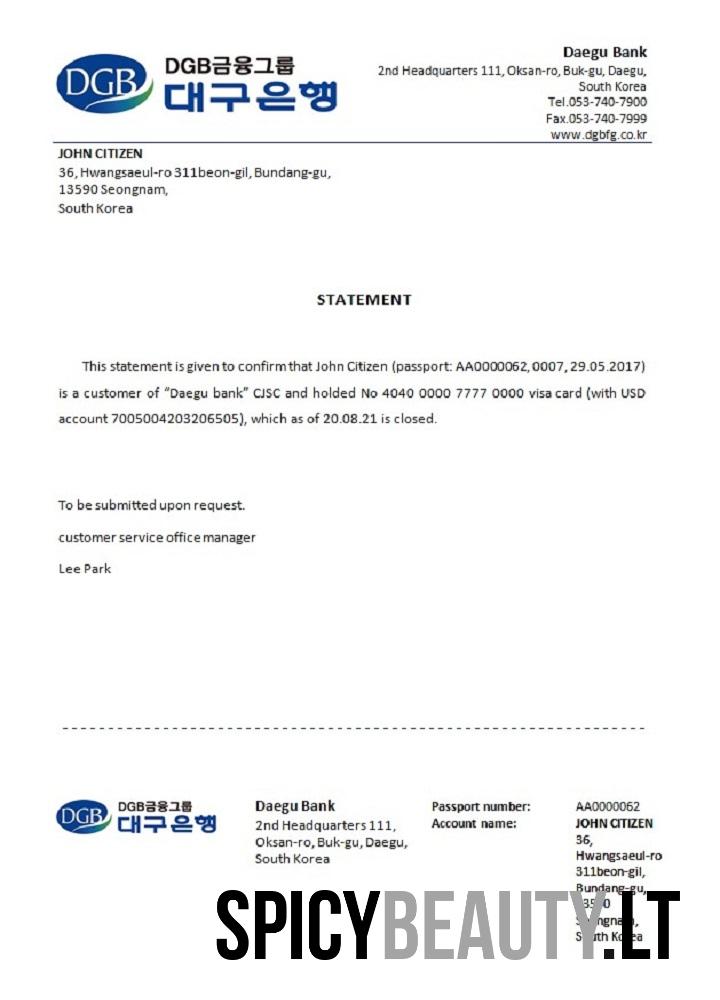 DGB
DGB금융그룹
대구은행
Daegu Bank
2nd Headquarters 111, Oksan-ro, Buk-gu, Daegu,
South Korea
Tel.053-740-7900
Fax.053-740-7999
www.dgbfg.co.kr
JOHN CITIZEN
36, Hwangsaeul-ro 311beon-gil, Bundang-gu,
13590 Seongnam,
South Korea
STATEMENT
This statement is given to confirm that John Citizen (passport: AA0000062, 0007, 29.05.2017)
is a customer of “Daegu bank” CJSC and holded No 4040 0000 7777 0000 visa card (with USD
account 7005004203206505), which as of 20.08.21 is closed.
To be submitted upon request.
customer service office manager
Lee Park
DGB
DGB금융그룹
대구은행
Daegu Bank
2nd Headquarters 111,
Oksan-ro, Buk-gu, Daegu,
South Korea
Passport number:
AA0000062
Account name:
JOHN CITIZEN
36,
Hwangsaeul-ro
311beon-gil,
Bundang-gu,
South Korea
SPICYBEAUTY.LT